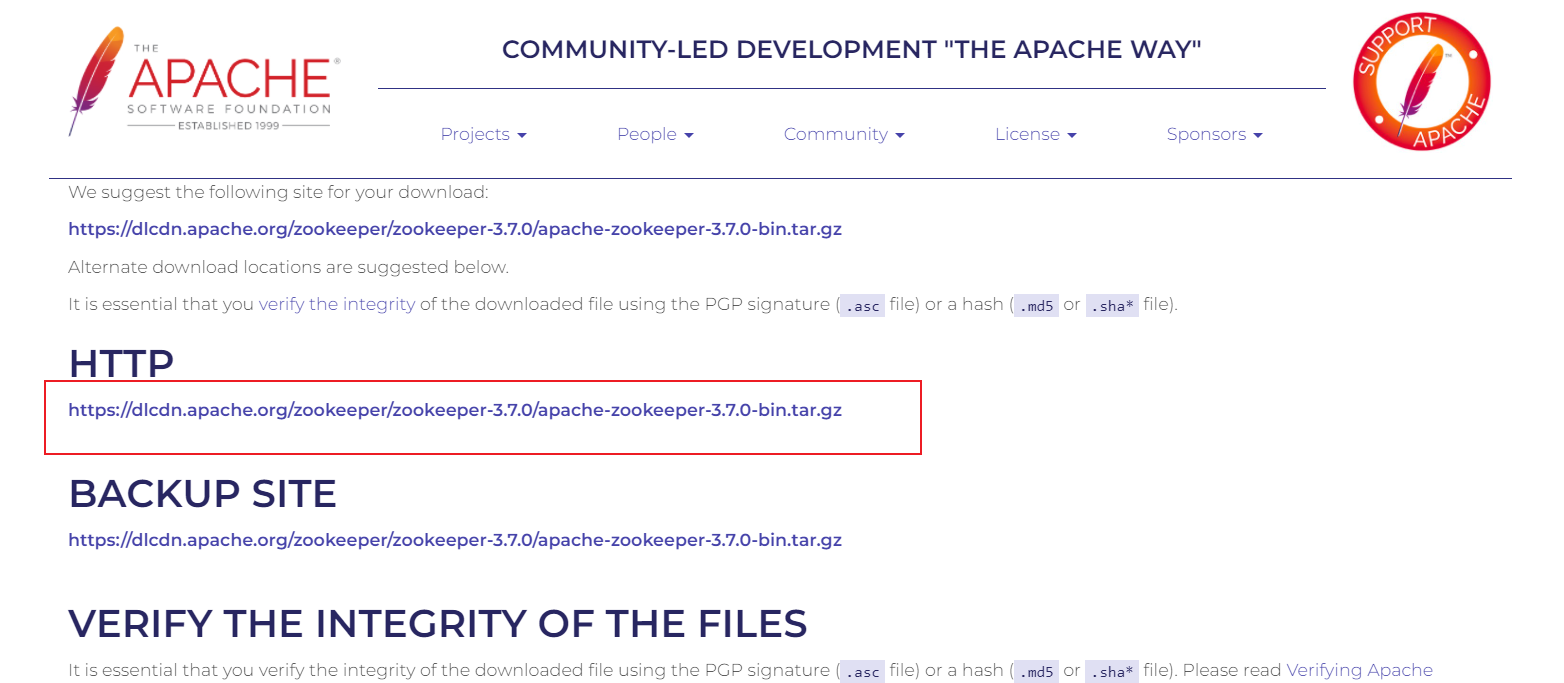 THE
APACHE®
SOFTWARE FOUNDATION
ESTABLISHED 1999
COMMUNITY-LED DEVELOPMENT "THE APACHE WAY"
SUPPORT
APACHE
Projects People Community License Sponsors
We suggest the following site for your download:
https://dlcdn.apache.org/zookeeper/zookeeper-3.7.0/apache-zookeeper-3.7.0-bin.tar.gz
Alternate download locations are suggested below.
It is essential that you verify the integrity of the downloaded file using the PGP signature ( .asc file) or a hash ( .md5 or .sha* file).
HTTP
https://dlcdn.apache.org/zookeeper/zookeeper-3.7.0/apache-zookeeper-3.7.0-bin.tar.gz
BACKUP SITE
https://dlcdn.apache.org/zookeeper/zookeeper-3.7.0/apache-zookeeper-3.7.0-bin.tar.gz
VERIFY THE INTEGRITY OF THE FILES
It is essential that you verify the integrity of the downloaded file using the PGP signature ( .asc file) or a hash ( .md5 or .sha* file). Please read Verifying Apache